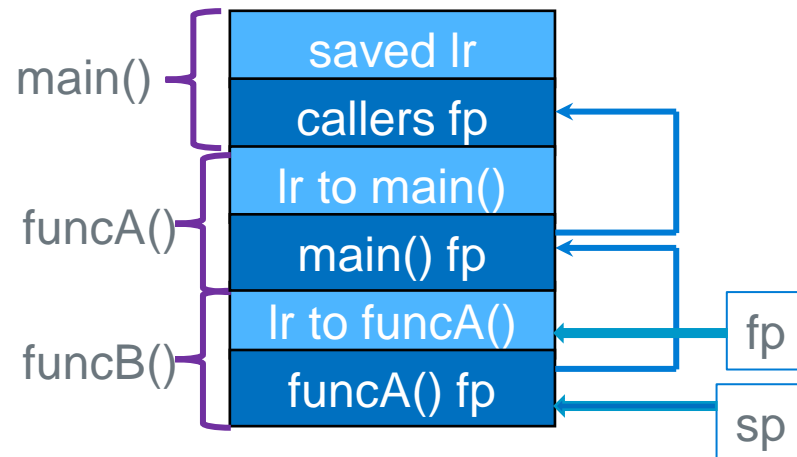 main()
saved lr
callers fp
funcA()
lr to main()
main() fp
funcB()
lr to funcA()
funcA() fp
fp
sp